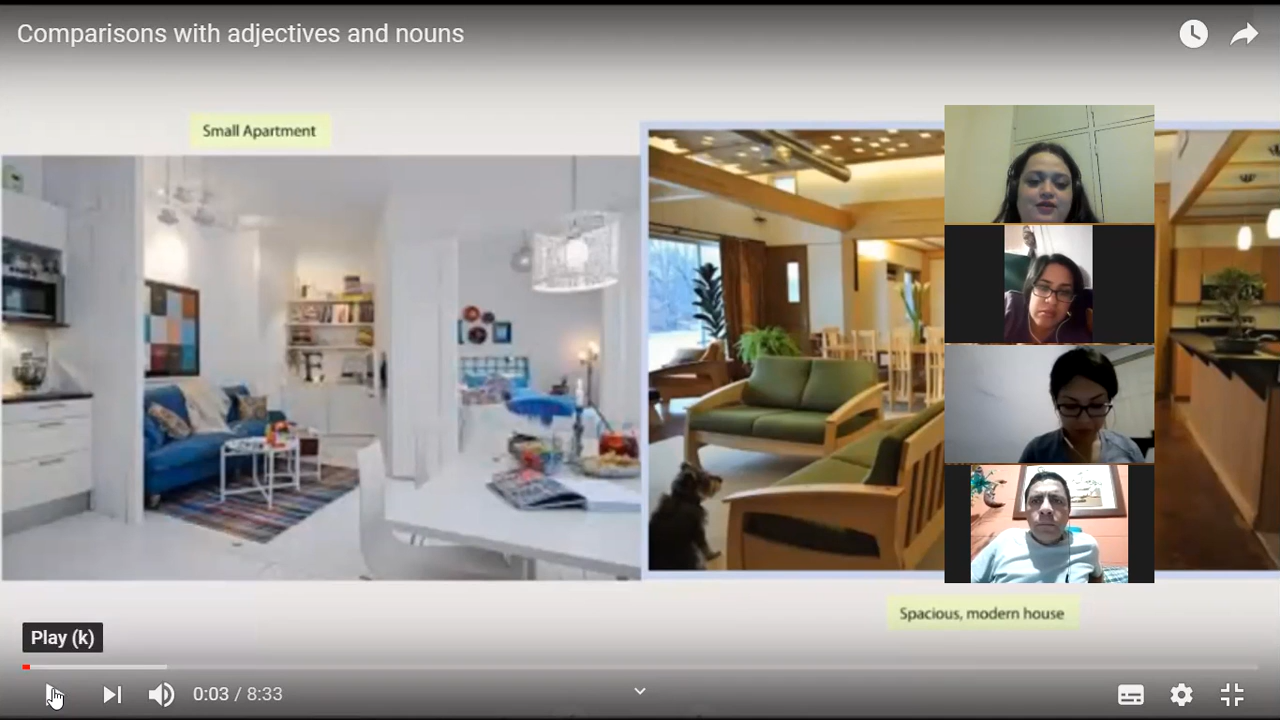 Comparisons with adjectives and nouns
Small Apartment
Spacious, modern house
Play (k)
0:03 / 8:33